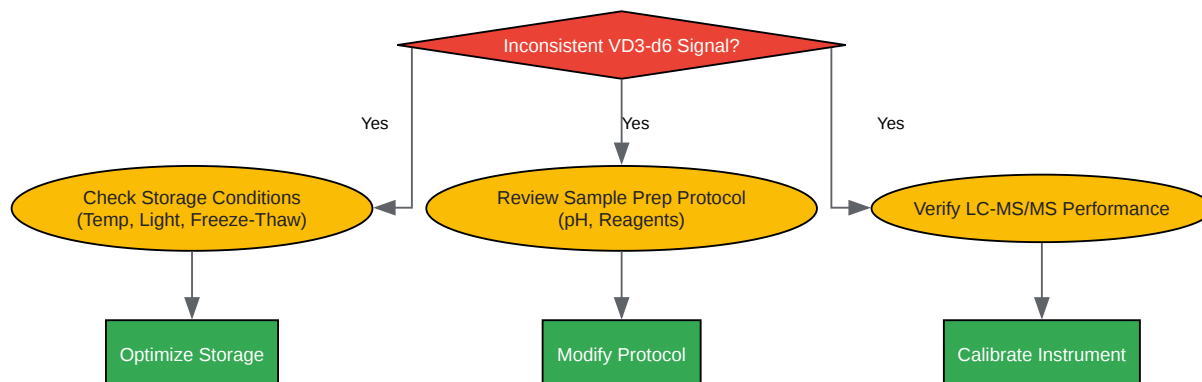 Inconsistent VD3-d6 Signal?
Yes
Yes
Yes
Check Storage Conditions
(Temp, Light, Freeze-Thaw)
Review Sample Prep Protocol
(pH, Reagents)
Verify LC-MS/MS Performance
Optimize Storage
Modify Protocol
Calibrate Instrument